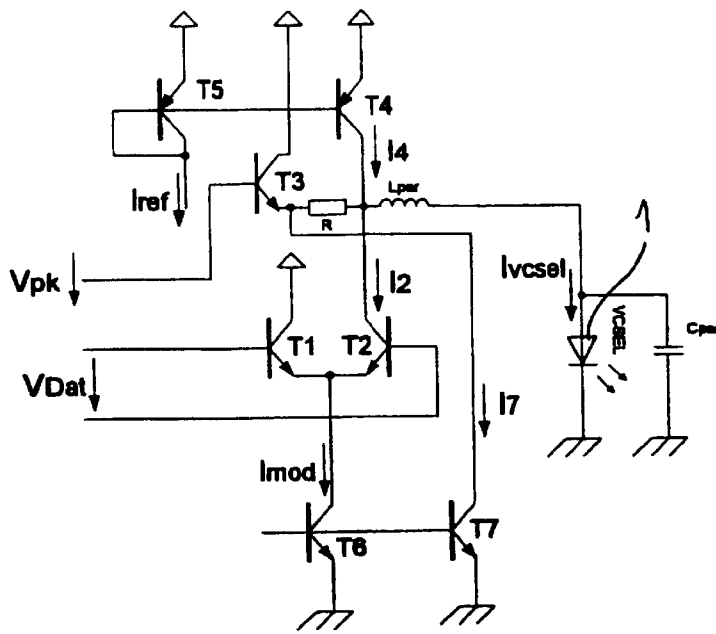 T5
T4
I4
T3
Lpar
Iref
R
Vpk
I2
Ivcsel
VCSEL
Cpar
T1
T2
VDat
I7
Imod
T6
T7